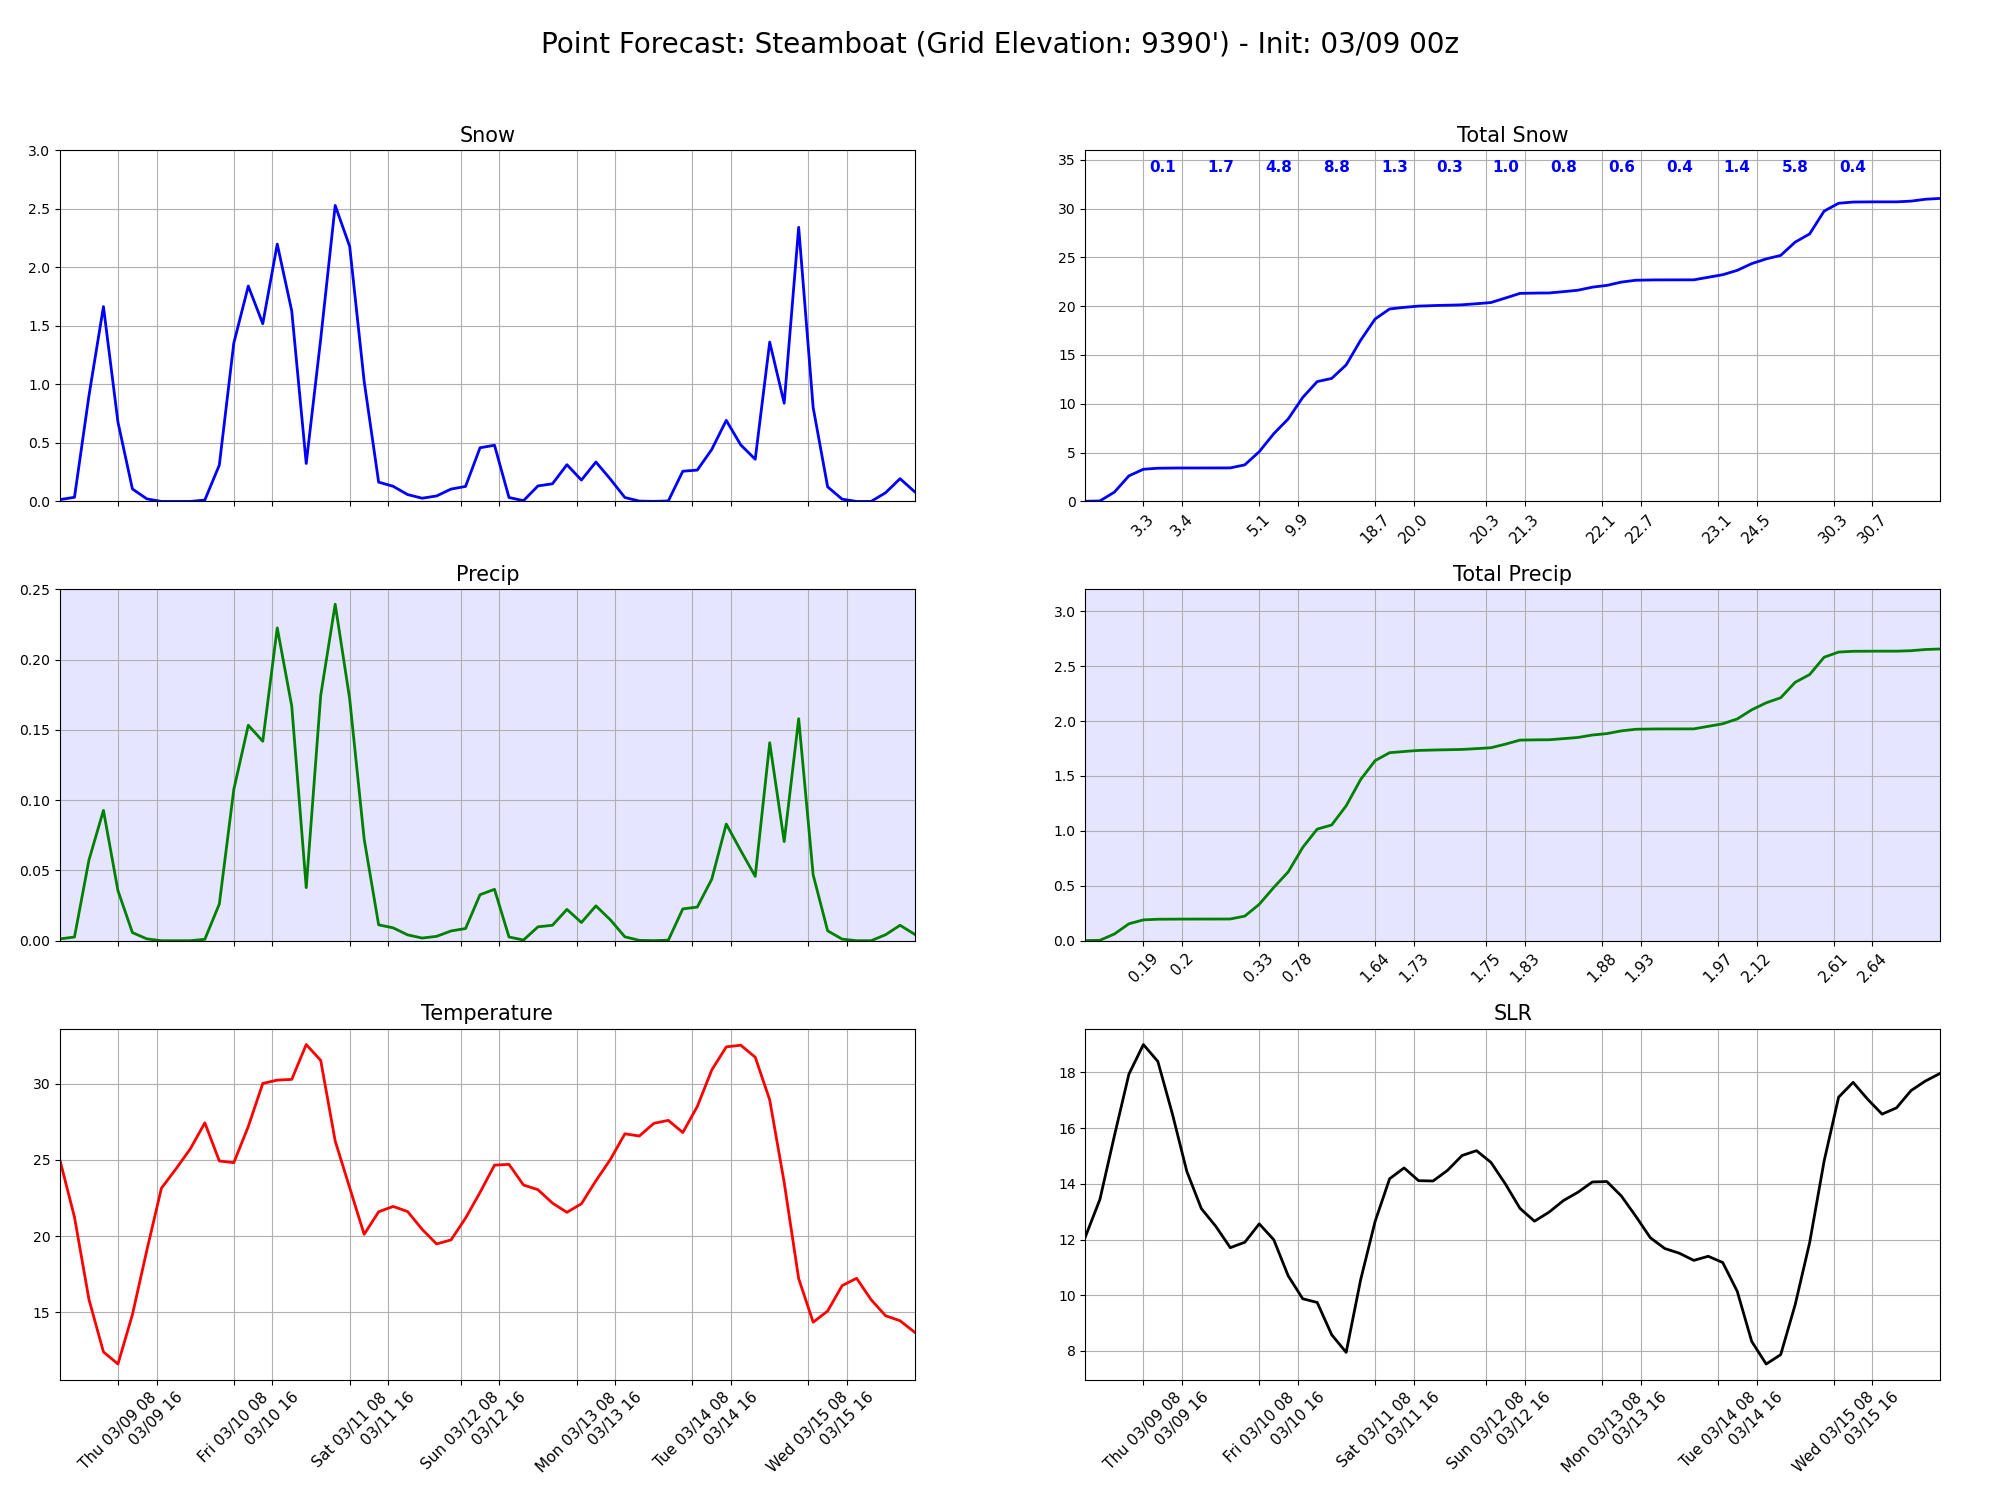 Point Forecast: Steamboat (Grid Elevation: 9390') - Init: 03/09 00z
Snow
3.0
2.5
2.0
1.5
1.0
0.5
0.0
Total Snow
35
30
25
20
15
10
5
0
0.1 1.7 4.8 8.8 1.3 0.3 1.0 0.8 0.6 0.4 1.4 5.8 0.4
3.3 3.4 5.1 9.9 18.7 20.0 20.3 21.3 22.1 22.7 23.1 24.5 30.3 30.7
Precip
0.25
0.20
0.15
0.10
0.05
0.00
Total Precip
3.0
2.5
2.0
1.5
1.0
0.5
0.0
0.19 0.2 0.33 0.78 1.64 1.73 1.75 1.83 1.88 1.93 1.97 2.12 2.61 2.64
Temperature
30
25
20
15
Thu 03/09 08
03/09 16
Fri 03/10 08
03/10 16
Sat 03/11 08
03/11 16
Sun 03/12 08
03/12 16
Mon 03/13 08
03/13 16
Tue 03/14 08
03/14 16
Wed 03/15 08
03/15 16
SLR
18
16
14
12
10
8
Thu 03/09 08
03/09 16
Fri 03/10 08
03/10 16
Sat 03/11 08
03/11 16
Sun 03/12 08
03/12 16
Mon 03/13 08
03/13 16
Tue 03/14 08
03/14 16
Wed 03/15 08
03/15 16